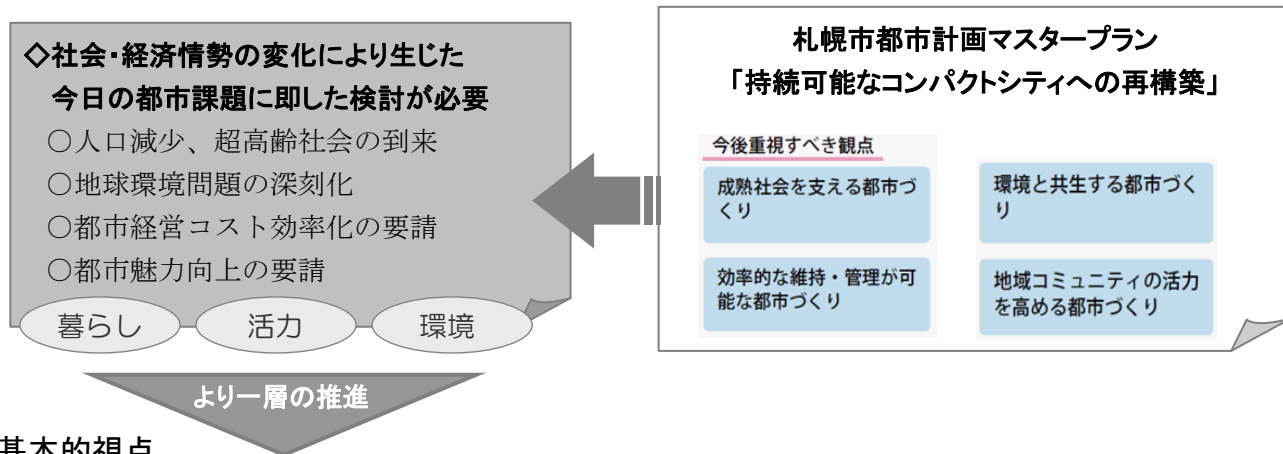 ◇社会・経済情勢の変化により生じた
今日の都市課題に即した検討が必要
○人口減少、超高齢社会の到来
○地球環境問題の深刻化
○都市経営コスト効率化の要請
○都市魅力向上の要請
暮らし
活力
環境
より一層の推進
基本的視点
札幌市都市計画マスタープラン
「持続可能なコンパクトシティへの再構築」
今後重視すべき観点
成熟社会を支える都市づ
くり
環境と共生する都市づく
り
効率的な維持・管理が可
能な都市づくり
地域コミュニティの活力
を高める都市づくり